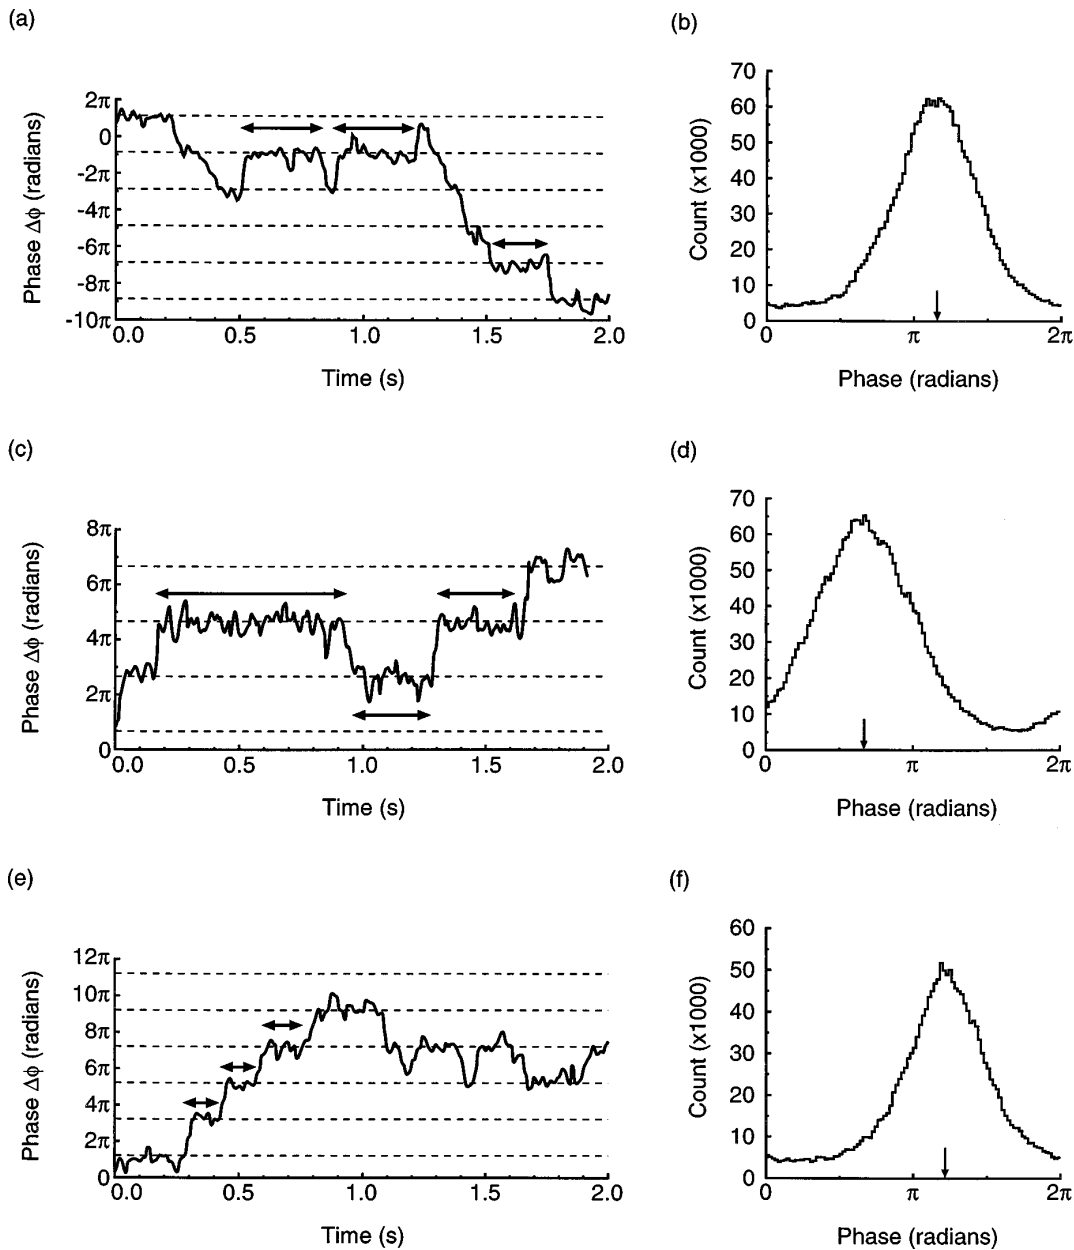 (a)
(b)
2π
0
-2π
-4π
-6π
-8π
-10π
Phase Δϕ (radians)
0.0 0.5 1.0 1.5 2.0
Time (s)
70
60
50
40
30
20
10
0
Count (x1000)
0 π 2π
Phase (radians)
(c)
(d)
8π
6π
4π
2π
0
Phase Δϕ (radians)
0.0 0.5 1.0 1.5 2.0
Time (s)
70
60
50
40
30
20
10
0
Count (x1000)
0 π 2π
Phase (radians)
(e)
(f)
12π
10π
8π
6π
4π
2π
0
Phase Δϕ (radians)
0.0 0.5 1.0 1.5 2.0
Time (s)
60
50
40
30
20
10
0
Count (x1000)
0 π 2π
Phase (radians)